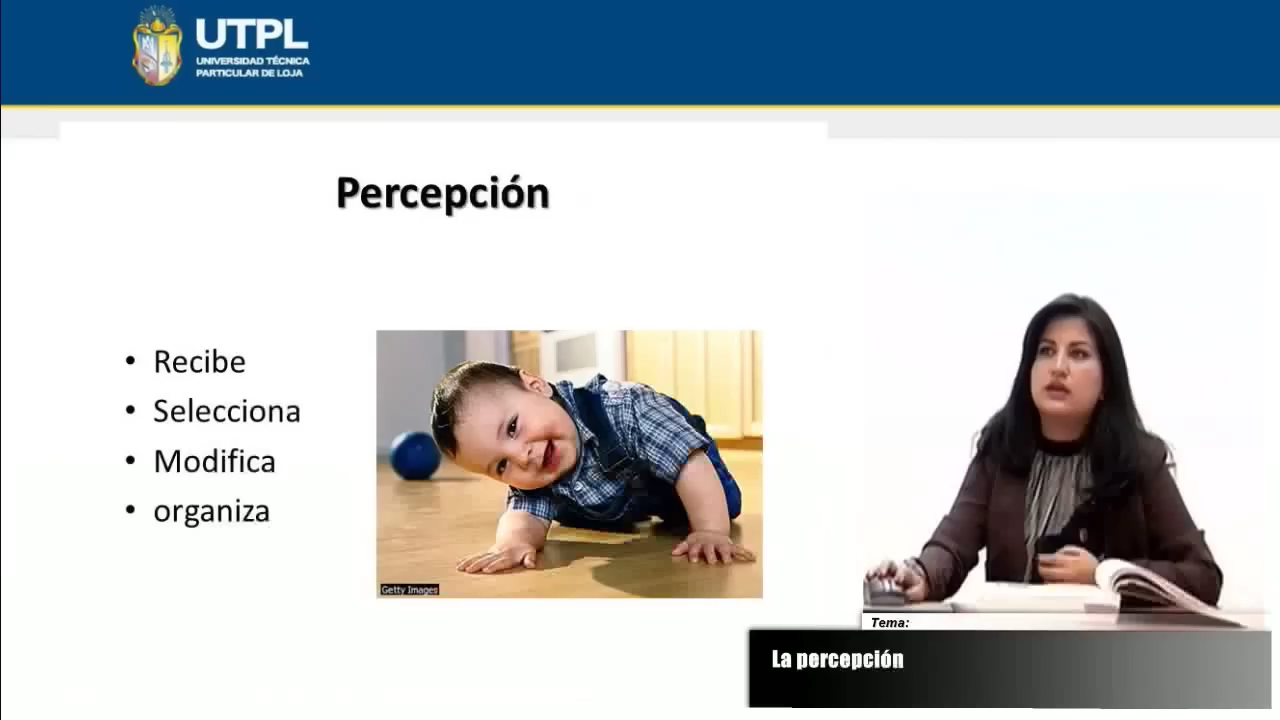 UTPL
UNIVERSIDAD TÉCNICA
PARTICULAR DE LOJA
Percepción
• Recibe
• Selecciona
• Modifica
• organiza
Getty Images
Tema:
La percepción